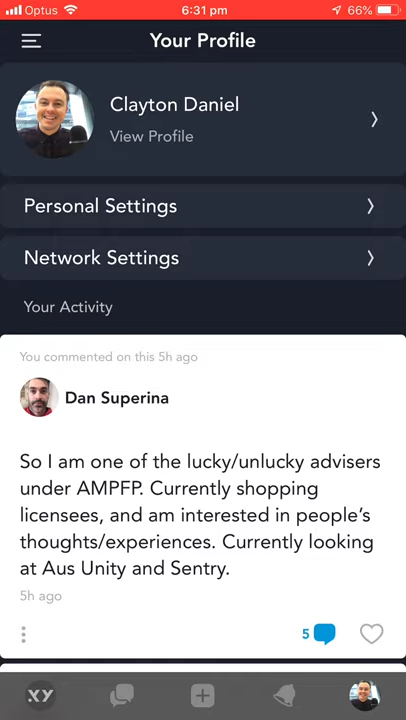 Optus 6:31 pm 66%
Your Profile
Clayton Daniel
View Profile
Personal Settings
Network Settings
Your Activity
You commented on this 5h ago
Dan Superina
So I am one of the lucky/unlucky advisers
under AMPFP. Currently shopping
licensees, and am interested in people's
thoughts/experiences. Currently looking
at Aus Unity and Sentry.
5h ago
5
XY